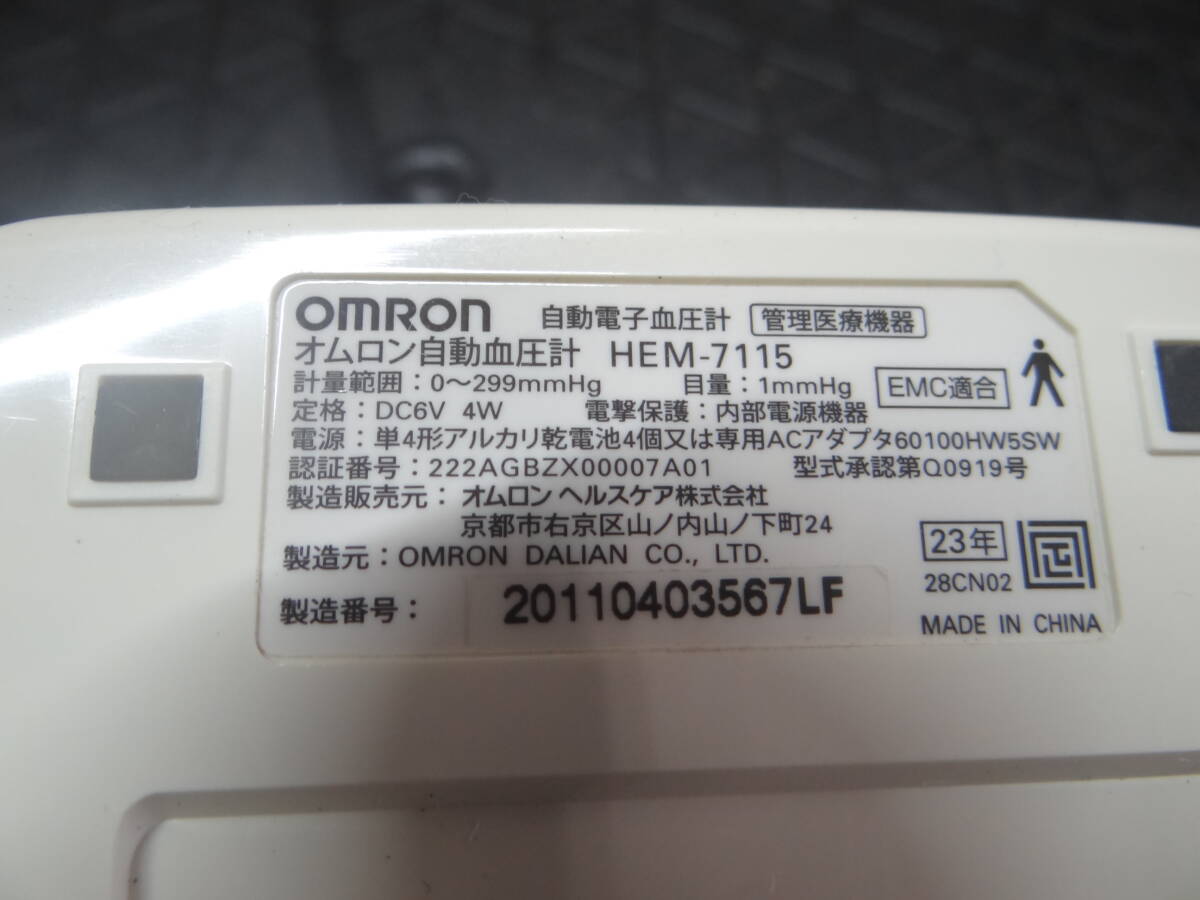 OMRON 自動電子血圧計 管理医療機器
オムロン自動血圧計 HEM-7115
計量範囲：0～299mmHg 目量：1mmHg EMC適合
定格：DC6V 4W 電撃保護：内部電源機器
電源：単4形アルカリ乾電池4個又は専用ACアダプタ60100HW5SW
認証番号：222AGBZX00007A01 型式承認第Q0919号
製造販売元：オムロン ヘルスケア株式会社
京都市右京区山ノ内山ノ下町24
製造元：OMRON DALIAN CO., LTD.
23年
28CN02
製造番号： 20110403567LF
MADE IN CHINA